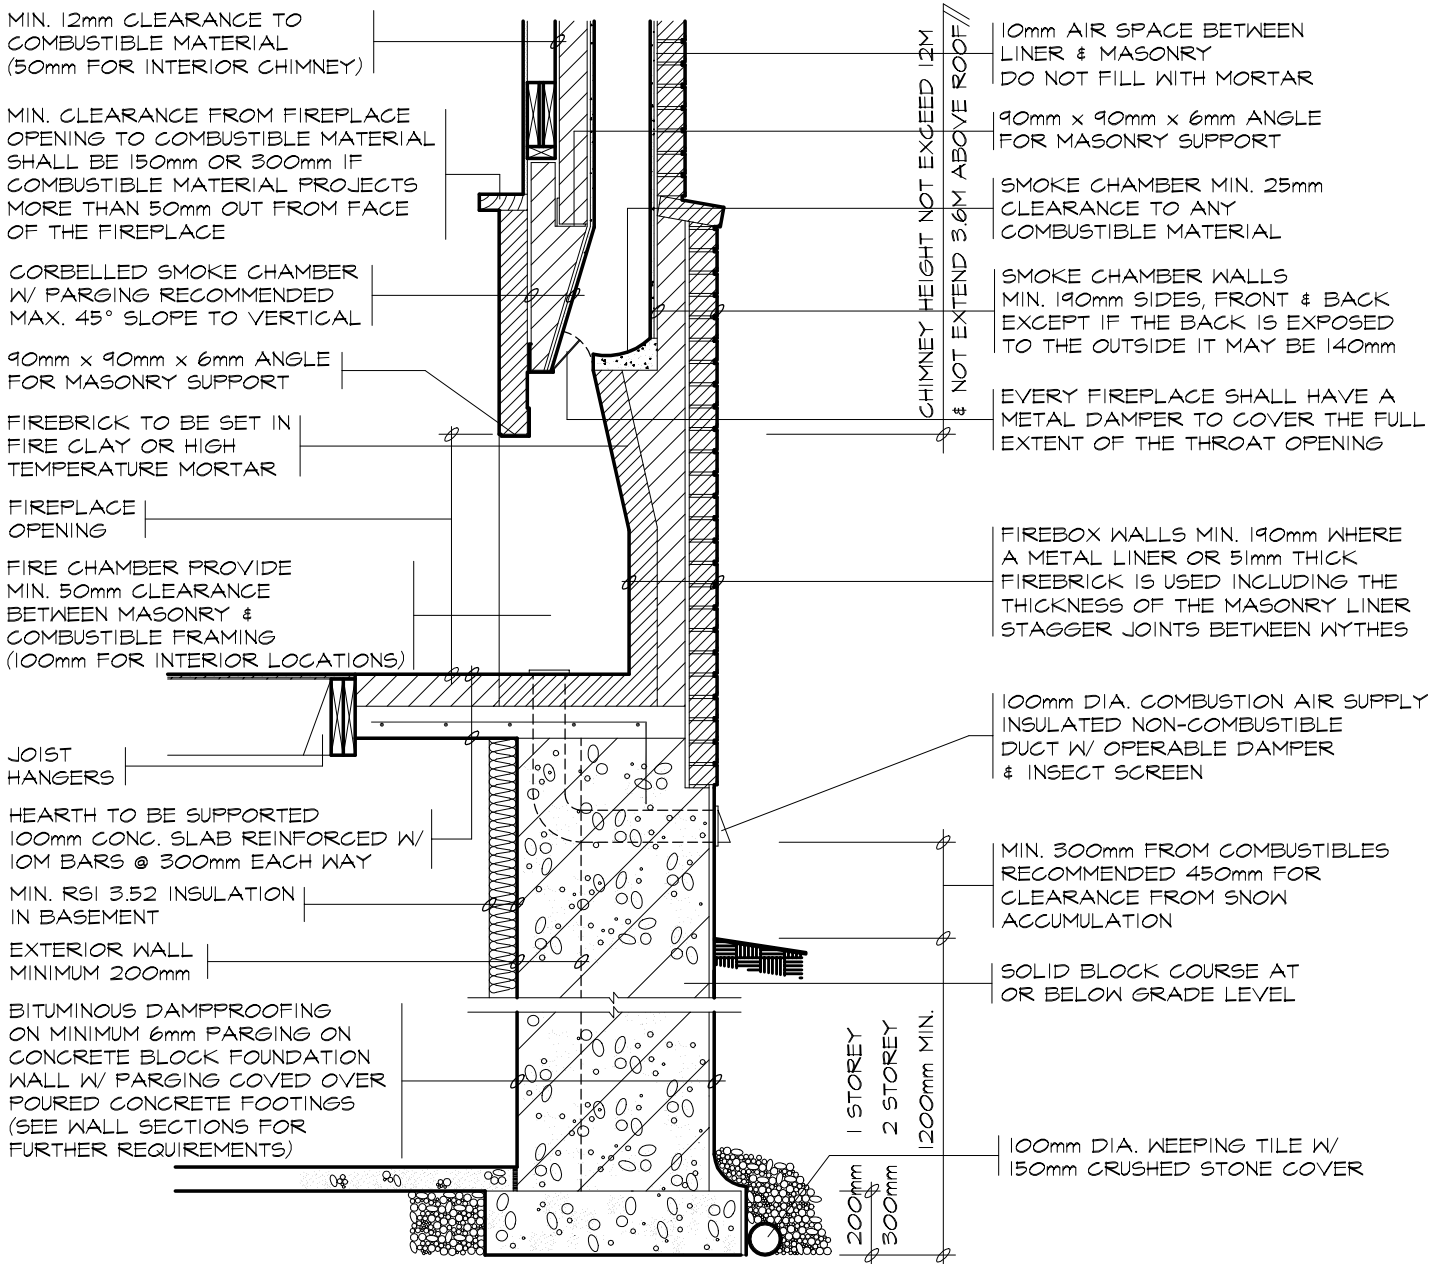 MIN. 12mm CLEARANCE TO
COMBUSTIBLE MATERIAL
(50mm FOR INTERIOR CHIMNEY)
MIN. CLEARANCE FROM FIREPLACE
OPENING TO COMBUSTIBLE MATERIAL
SHALL BE 150mm OR 300mm IF
COMBUSTIBLE MATERIAL PROJECTS
MORE THAN 50mm OUT FROM FACE
OF THE FIREPLACE
CORBELLED SMOKE CHAMBER
W/ PARGING RECOMMENDED
MAX. 45° SLOPE TO VERTICAL
90mm x 90mm x 6mm ANGLE
FOR MASONRY SUPPORT
FIREBRICK TO BE SET IN
FIRE CLAY OR HIGH
TEMPERATURE MORTAR
FIREPLACE
OPENING
FIRE CHAMBER PROVIDE
MIN. 50mm CLEARANCE
BETWEEN MASONRY &
COMBUSTIBLE FRAMING
(100mm FOR INTERIOR LOCATIONS)
JOIST
HANGERS
HEARTH TO BE SUPPORTED
100mm CONC. SLAB REINFORCED W/
10M BARS @ 300mm EACH WAY
MIN. RSI 3.52 INSULATION
IN BASEMENT
EXTERIOR WALL
MINIMUM 200mm
BITUMINOUS DAMPPROOFING
ON MINIMUM 6mm PARGING ON
CONCRETE BLOCK FOUNDATION
WALL W/ PARGING COVED OVER
POURED CONCRETE FOOTINGS
(SEE WALL SECTIONS FOR
FURTHER REQUIREMENTS)
CHIMNEY HEIGHT NOT EXCEED 12M
& NOT EXTEND 3.6M ABOVE ROOF
10mm AIR SPACE BETWEEN
LINER & MASONRY
DO NOT FILL WITH MORTAR
90mm x 90mm x 6mm ANGLE
FOR MASONRY SUPPORT
SMOKE CHAMBER MIN. 25mm
CLEARANCE TO ANY
COMBUSTIBLE MATERIAL
SMOKE CHAMBER WALLS
MIN. 190mm SIDES, FRONT & BACK
EXCEPT IF THE BACK IS EXPOSED
TO THE OUTSIDE IT MAY BE 140mm
EVERY FIREPLACE SHALL HAVE A
METAL DAMPER TO COVER THE FULL
EXTENT OF THE THROAT OPENING
FIREBOX WALLS MIN. 190mm WHERE
A METAL LINER OR 51mm THICK
FIREBRICK IS USED INCLUDING THE
THICKNESS OF THE MASONRY LINER
STAGGER JOINTS BETWEEN WYTHES
100mm DIA. COMBUSTION AIR SUPPLY
INSULATED NON-COMBUSTIBLE
DUCT W/ OPERABLE DAMPER
& INSECT SCREEN
MIN. 300mm FROM COMBUSTIBLES
RECOMMENDED 450mm FOR
CLEARANCE FROM SNOW
ACCUMULATION
SOLID BLOCK COURSE AT
OR BELOW GRADE LEVEL
200mm 1 STOREY
300mm 2 STOREY
1200mm MIN.
100mm DIA. WEEPING TILE W/
150mm CRUSHED STONE COVER